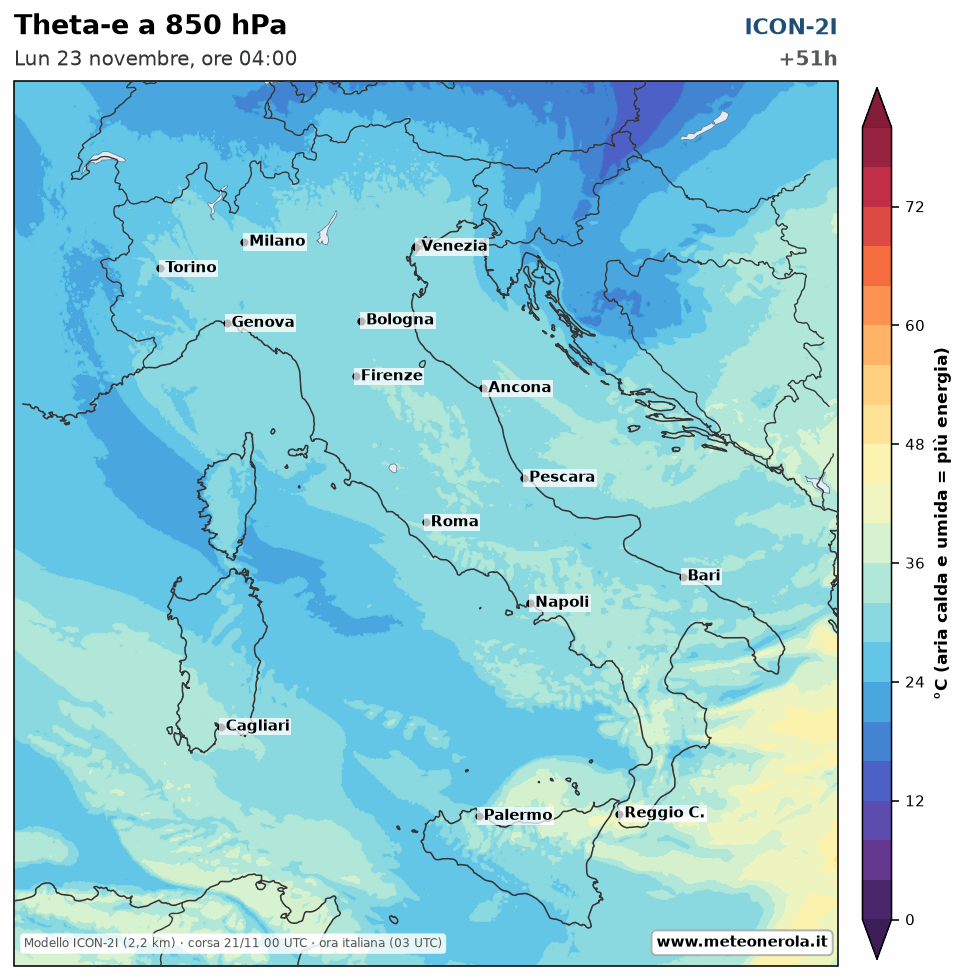 Theta-e a 850 hPa
ICON-2I
Lun 23 novembre, ore 04:00
+51h
Milano
Venezia
Torino
Genova
Bologna
Firenze
Ancona
Pescara
Roma
Bari
Napoli
Cagliari
Palermo
Reggio C.
72
60
48
36
24
12
0
°C (aria calda e umida = più energia)
Modello ICON-2I (2,2 km) · corsa 21/11 00 UTC · ora italiana (03 UTC)
www.meteonerola.it